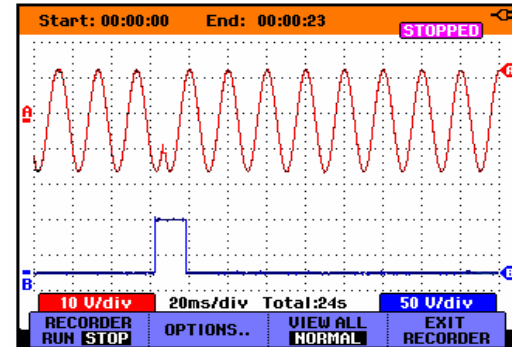 Start: 00:00:00 End: 00:00:23
STOPPED
A
A
B
B
10 V/div 20ms/div Total:24s 50 V/div
RECORDER OPTIONS.. VIEW ALL EXIT
RUN STOP NORMAL RECORDER